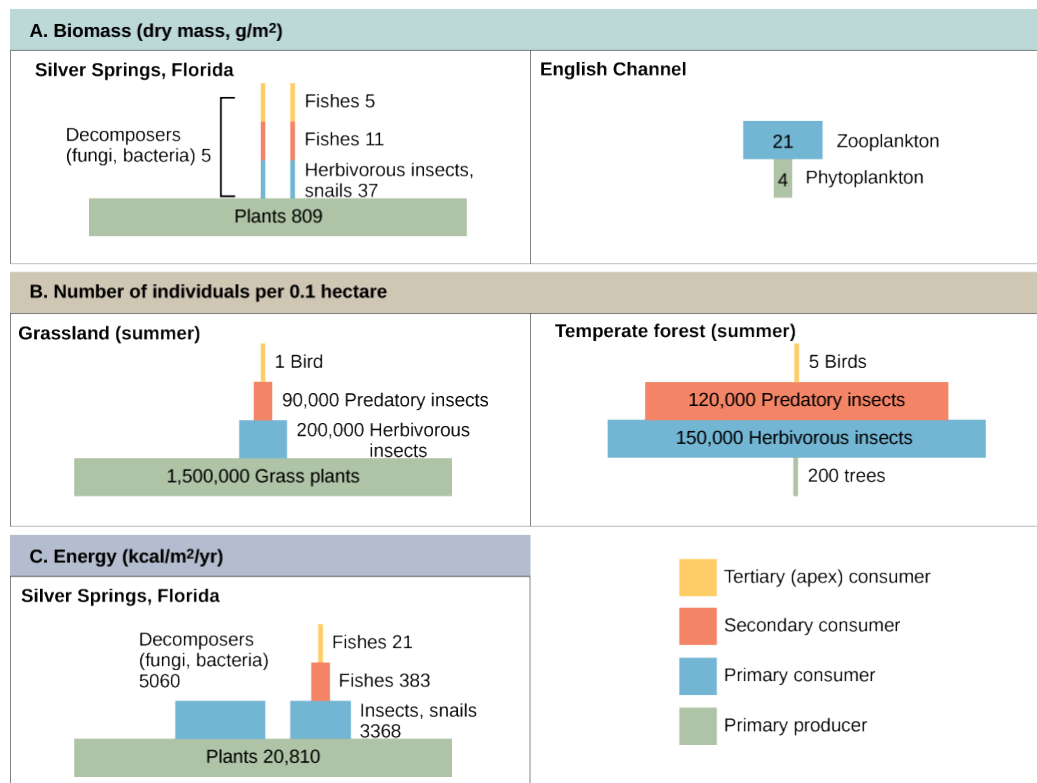 A. Biomass (dry mass, g/m²)
Silver Springs, Florida
Fishes 5
Decomposers
(fungi, bacteria) 5
Fishes 11
Herbivorous insects,
snails 37
Plants 809
English Channel
21
Zooplankton
4
Phytoplankton
B. Number of individuals per 0.1 hectare
Grassland (summer)
1 Bird
90,000 Predatory insects
200,000 Herbivorous
insects
1,500,000 Grass plants
Temperate forest (summer)
5 Birds
120,000 Predatory insects
150,000 Herbivorous insects
200 trees
C. Energy (kcal/m²/yr)
Silver Springs, Florida
Decomposers
(fungi, bacteria)
5060
Fishes 21
Fishes 383
Insects, snails
3368
Plants 20,810
Tertiary (apex) consumer
Secondary consumer
Primary consumer
Primary producer